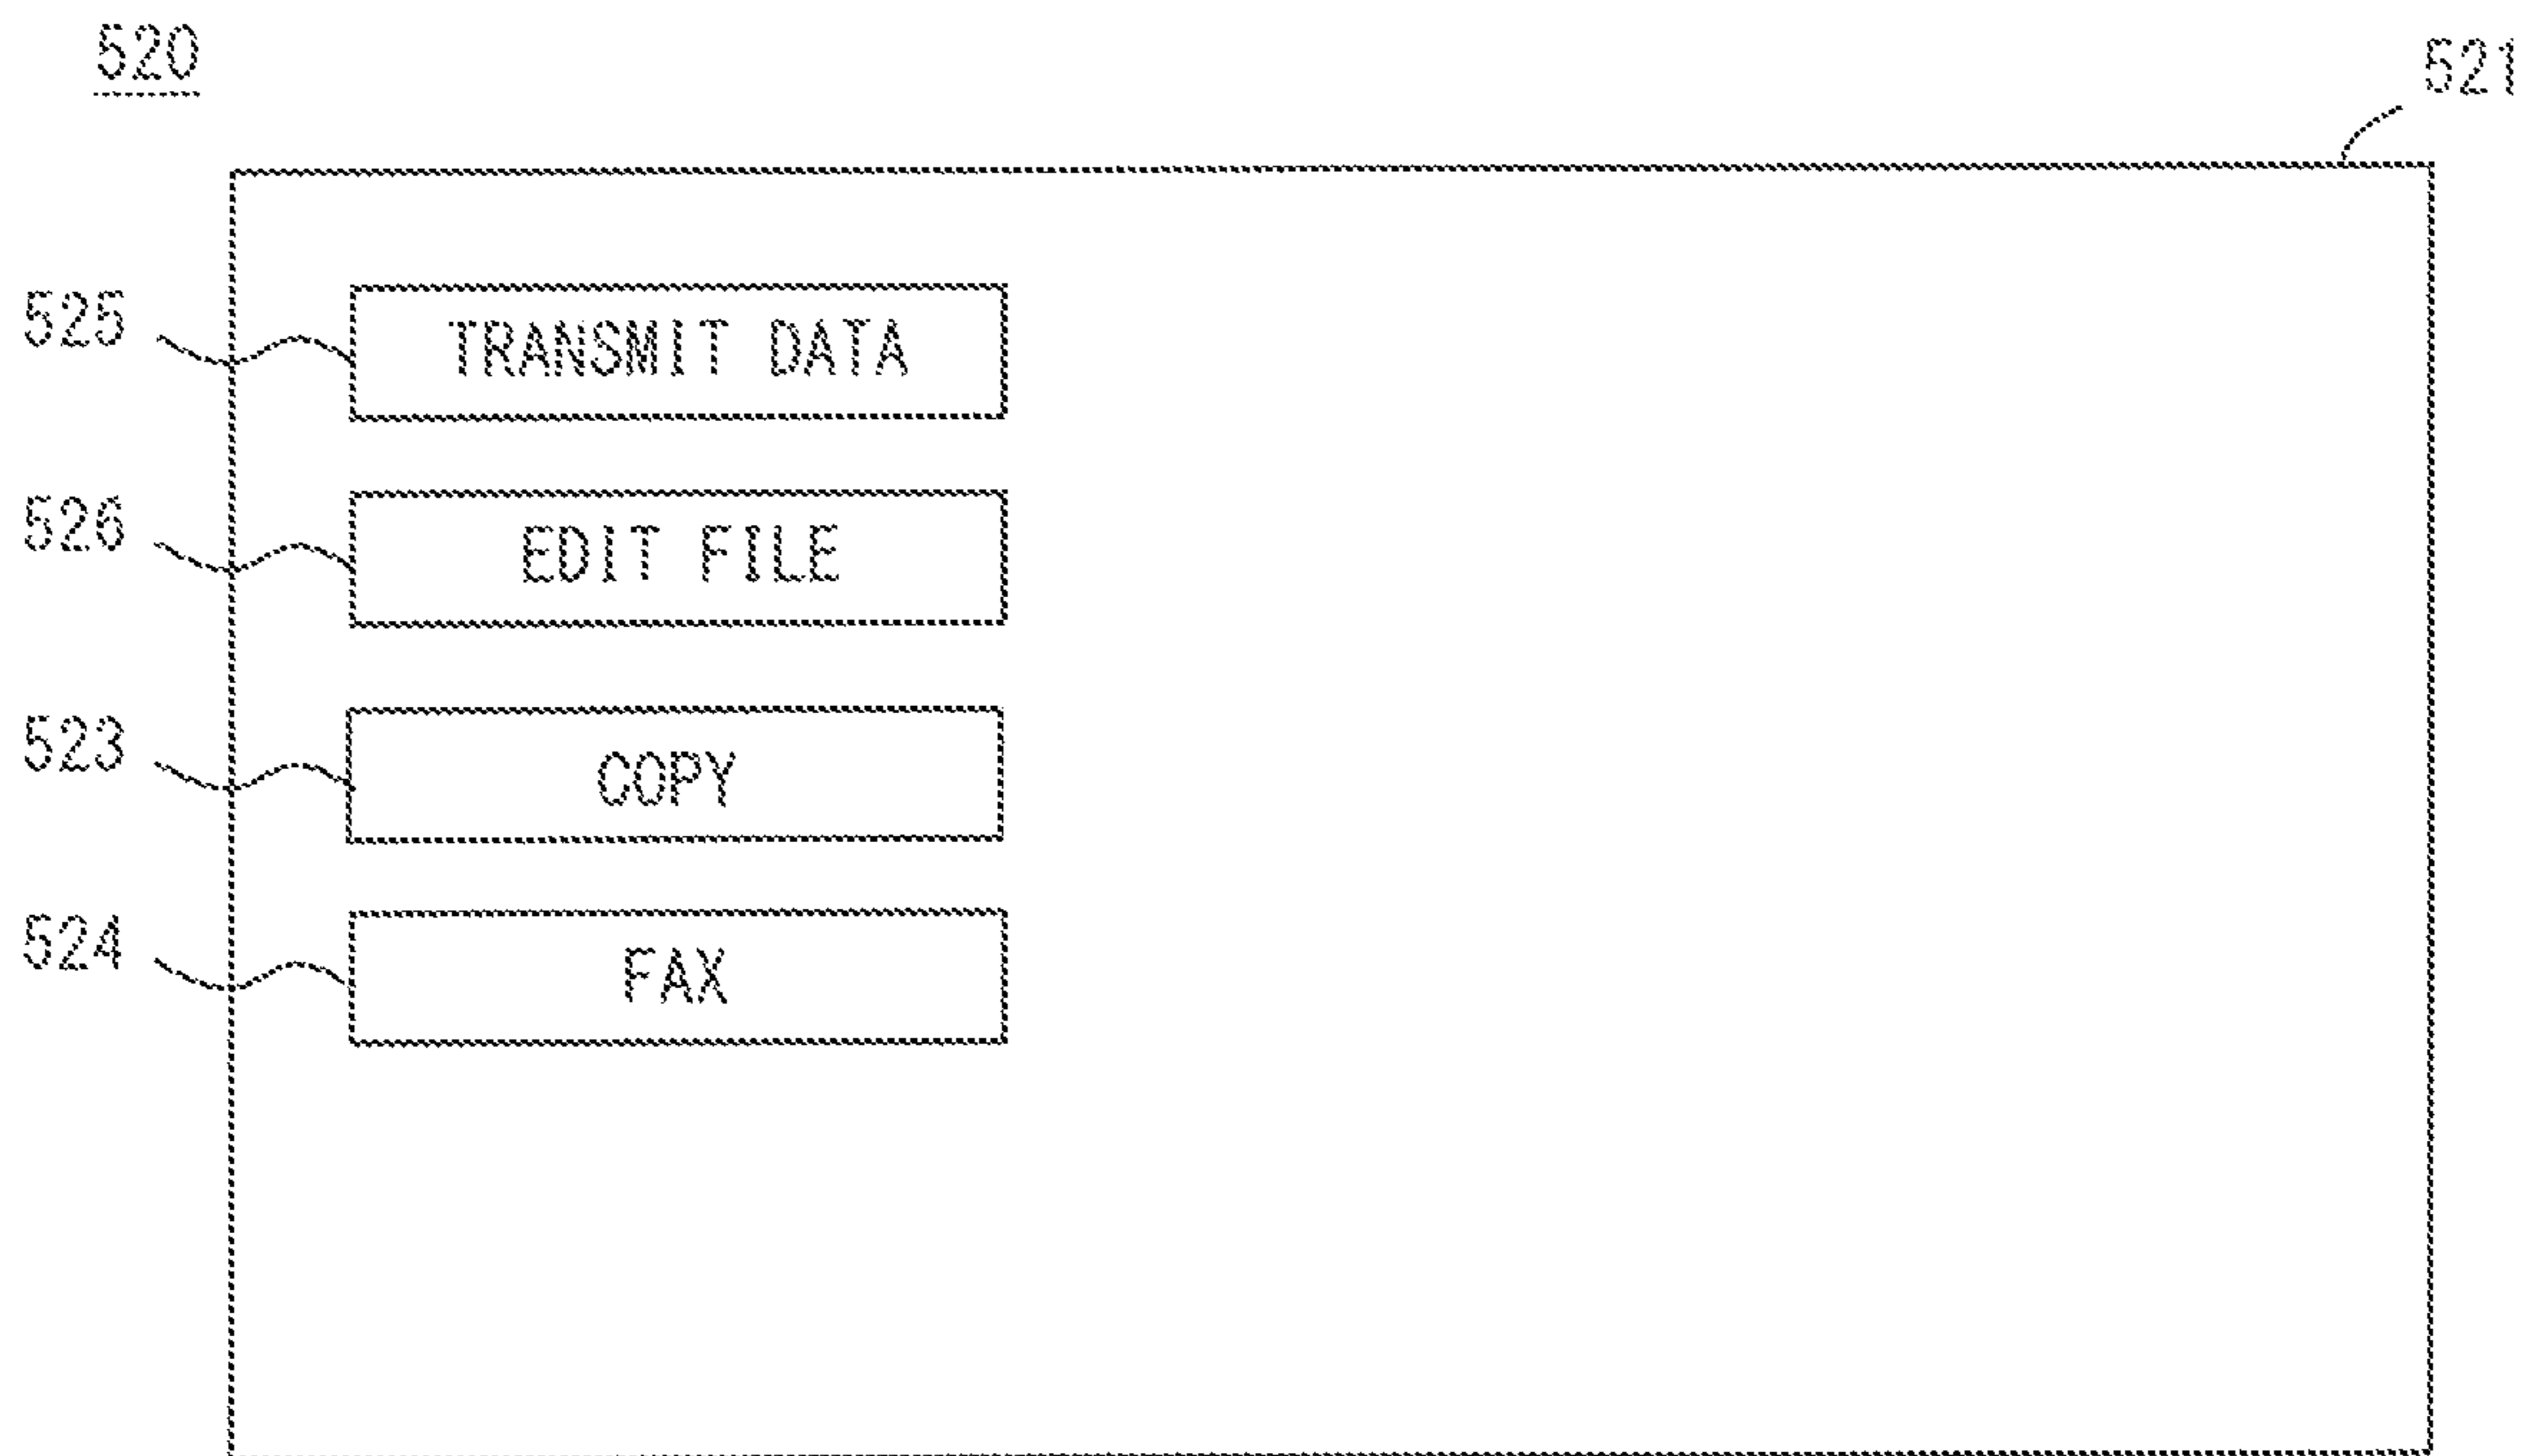 520
521
525
TRANSMIT DATA
526
EDIT FILE
523
COPY
524
FAX